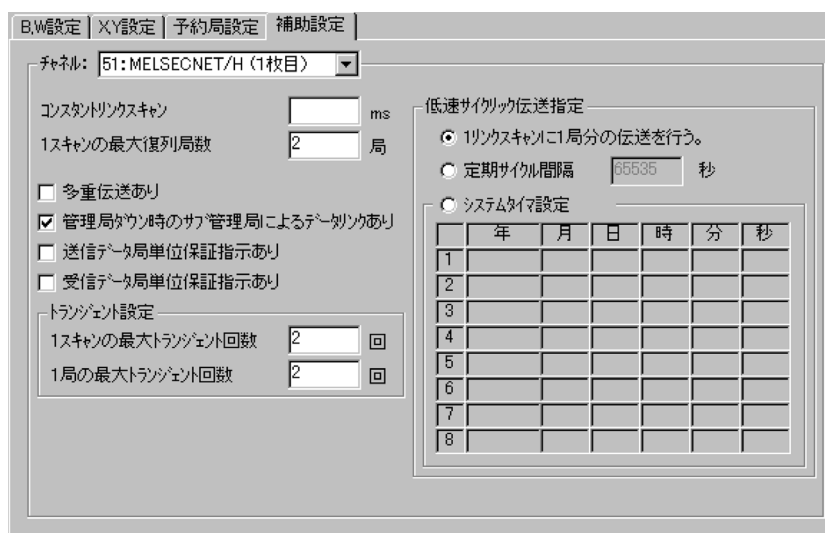 B,W設定 X,Y設定 予約局設定 補助設定
チャネル: 51:MELSECNET/H（1枚目）
コンスタントリンクスキャン ms
1スキャンの最大復列局数 2 局
多重伝送あり
管理局ダウン時のサブ管理局によるデータリンクあり
送信データ局単位保証指示あり
受信データ局単位保証指示あり
トランジェント設定
1スキャンの最大トランジェント回数 2 回
1局の最大トランジェント回数 2 回
低速サイクリック伝送指定
1リンクスキャンに1局分の伝送を行う。
定期サイクル間隔 65535 秒
システムタイマ設定
年 月 日 時 分 秒
1
2
3
4
5
6
7
8